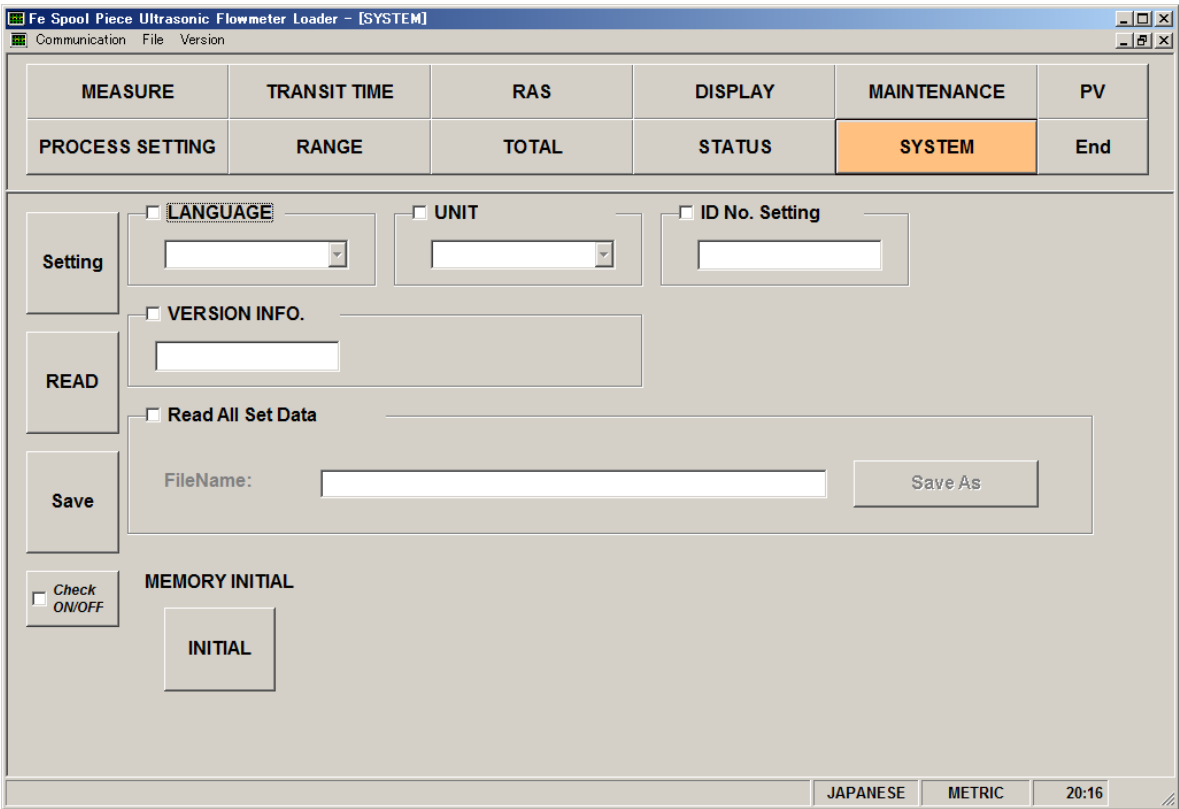 Fe Spool Piece Ultrasonic Flowmeter Loader - [SYSTEM]
Communication File Version
MEASURE TRANSIT TIME RAS DISPLAY MAINTENANCE PV
PROCESS SETTING RANGE TOTAL STATUS SYSTEM End
LANGUAGE UNIT ID No. Setting
Setting
VERSION INFO.
READ
Read All Set Data
FileName: Save As
Save
Check
ON/OFF
MEMORY INITIAL
INITIAL
JAPANESE METRIC 20:16